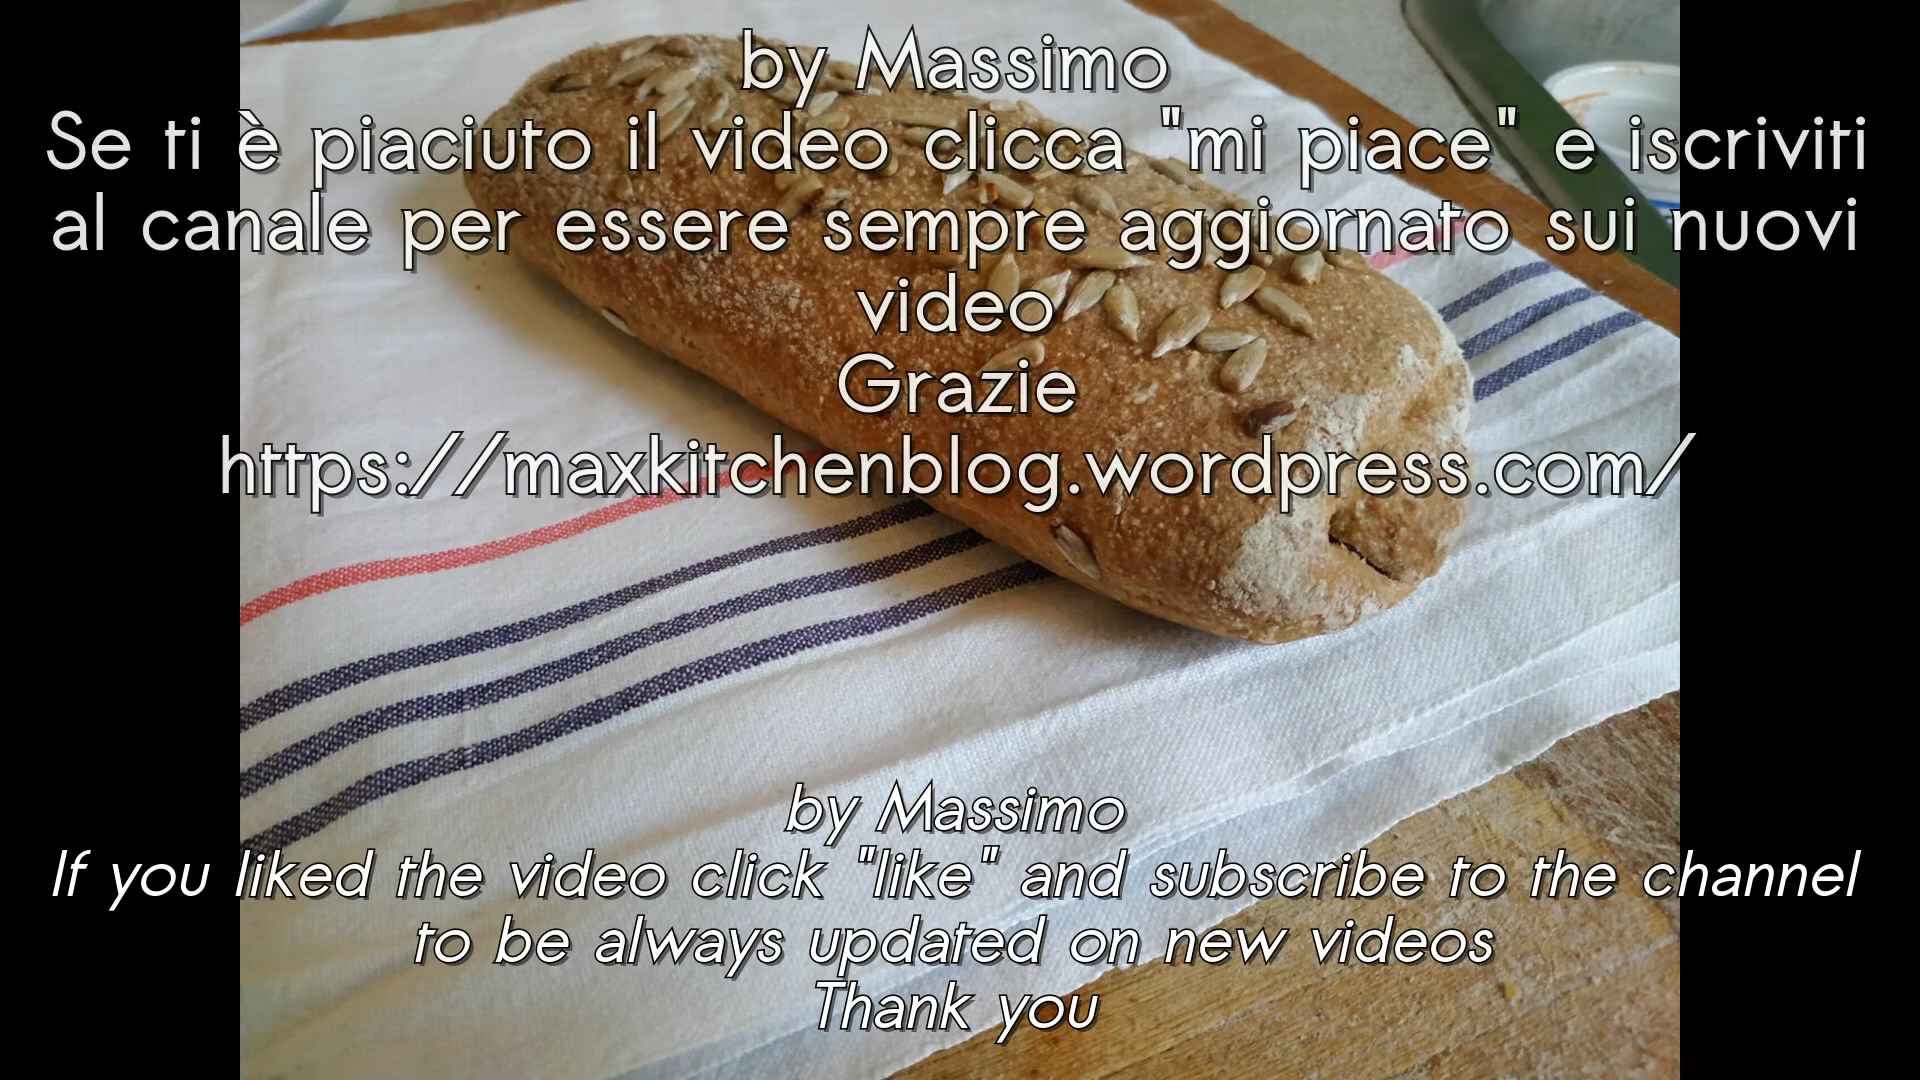 by Massimo
Se ti è piaciuto il video clicca "mi piace" e iscriviti
al canale per essere sempre aggiornato sui nuovi
video
Grazie
https://maxkitchenblog.wordpress.com/
by Massimo
If you liked the video click "like" and subscribe to the channel
to be always updated on new videos
Thank you